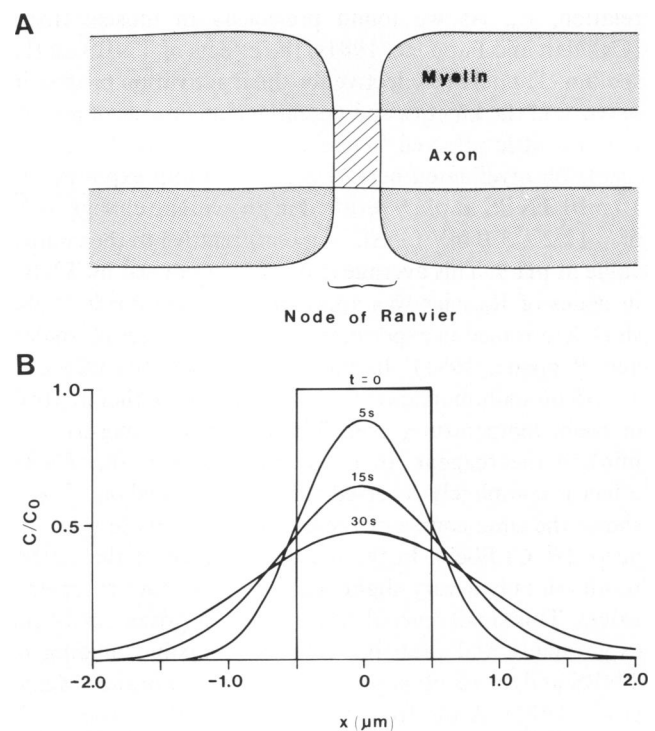 A
Myelin
Axon
Node of Ranvier
B
t = 0
1.0
5s
15s
C/C₀
0.5
30s
-2.0
-1.0
0
1.0
2.0
x (μm)